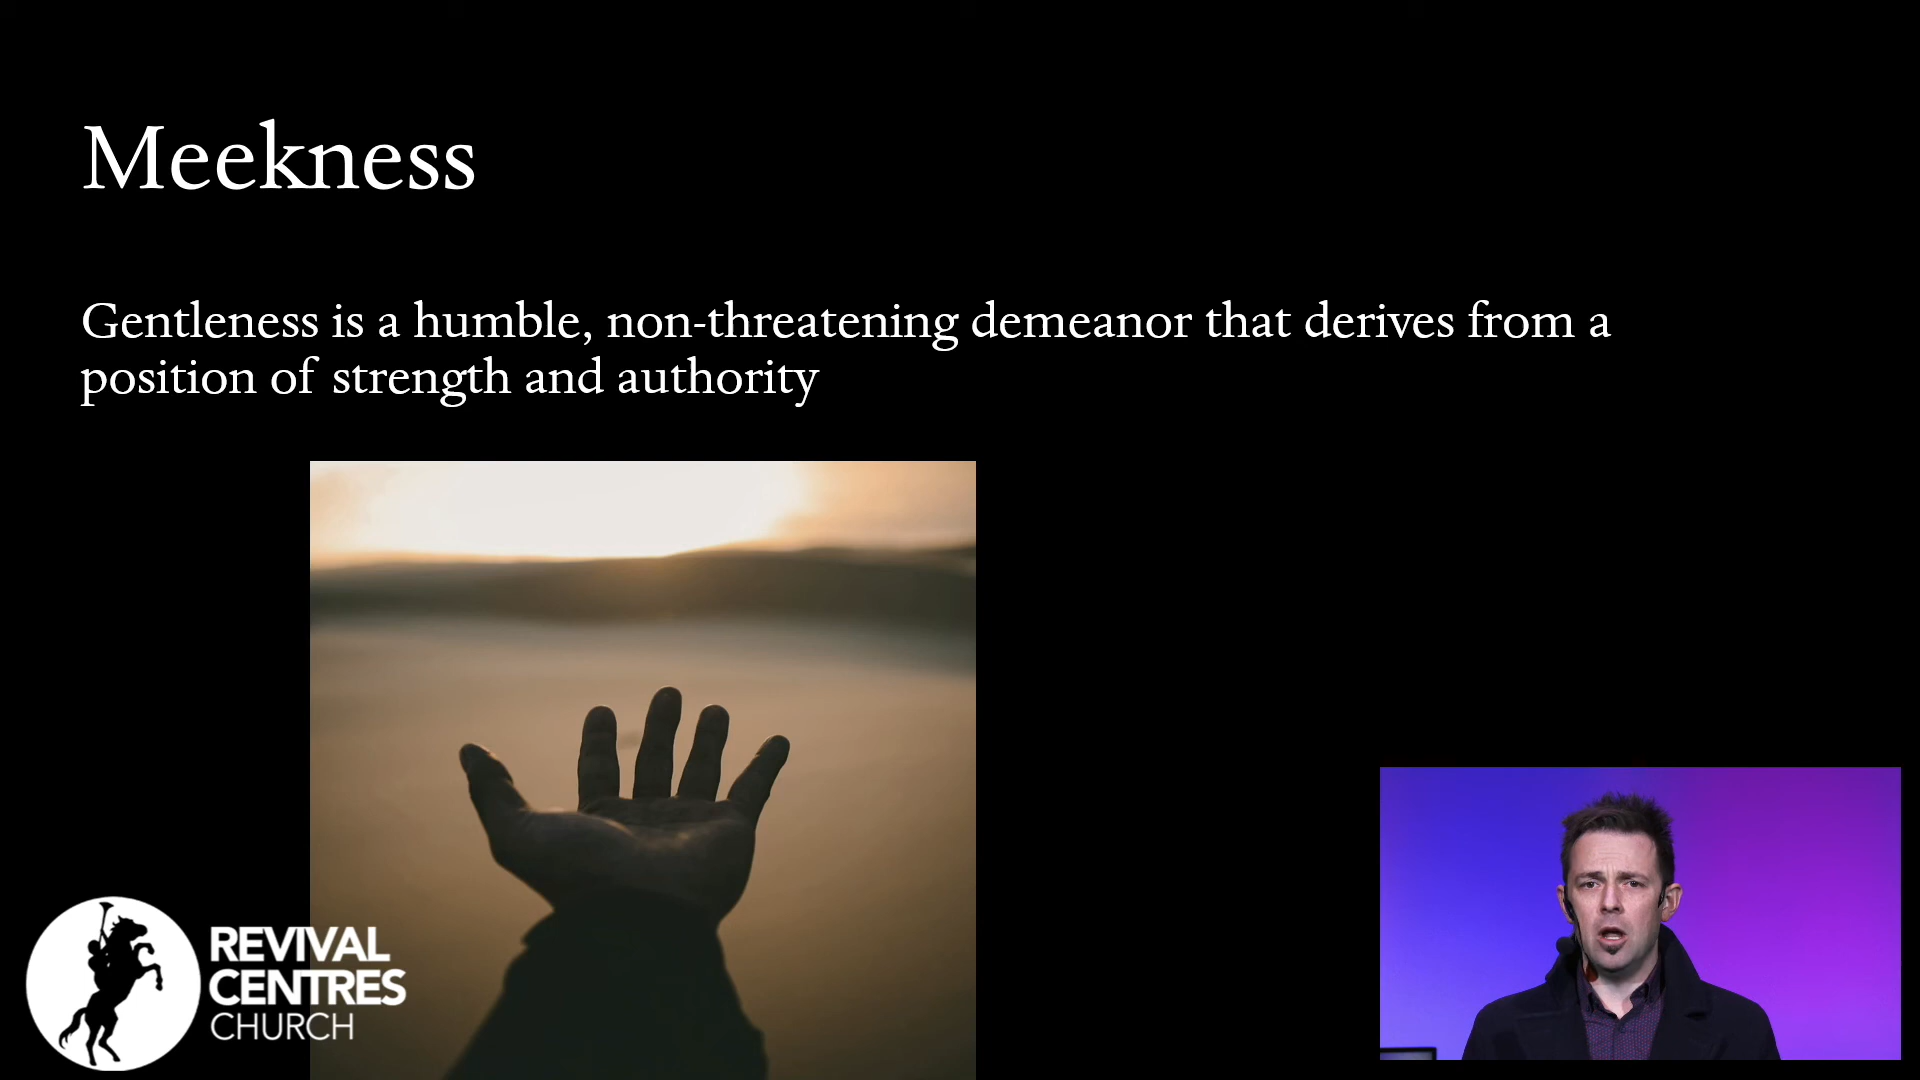 Meekness
Gentleness is a humble, non-threatening demeanor that derives from a
position of strength and authority
REVIVAL
CENTRES
CHURCH